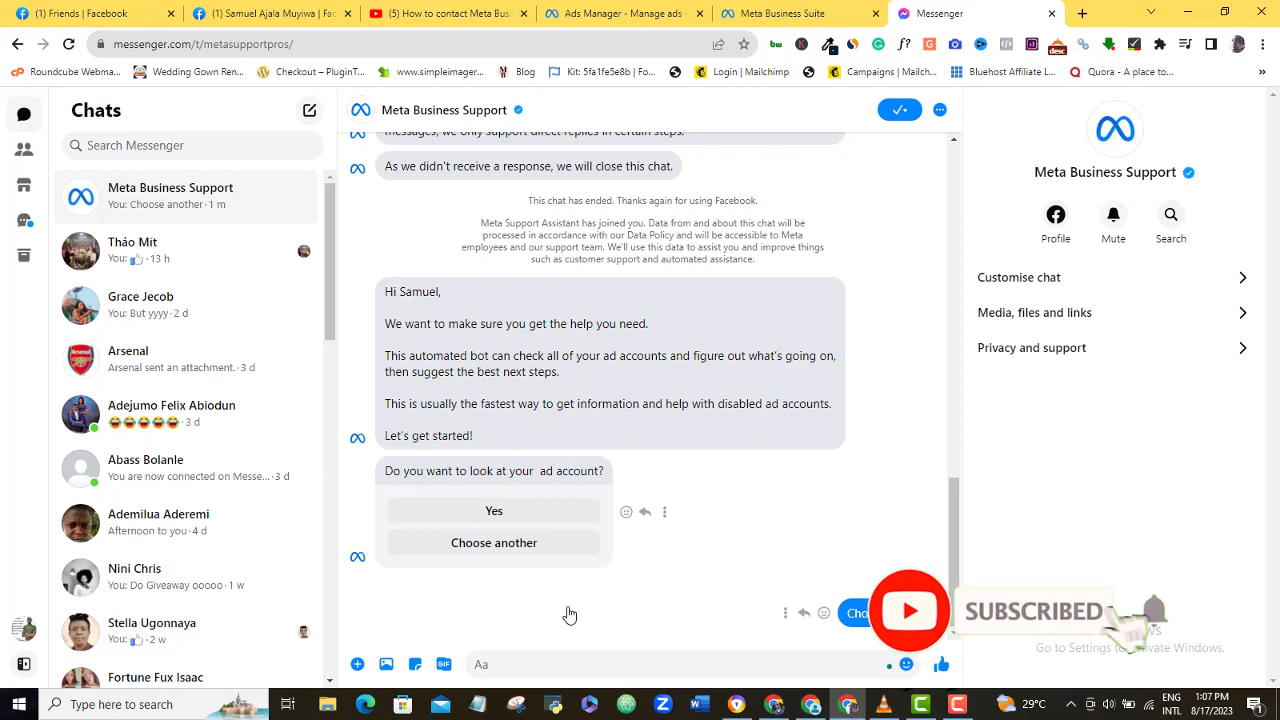 (1) Friends | Facebook
(2) Samuel Ajala Muyiwa | Faceb
(5) How to contact Meta Busines
Ads Manager - Manage ads -
Meta Business Suite
Messenger
messenger.com/t/metasupportpro/
Roundcube Webma...
Wedding Gown Ren...
Checkout – PluginT...
www.simpleimager...
Blog
Kit: 5fa1fe5e8b | Fo...
Login | Mailchimp
Campaigns | Mailch...
Bluehost Affiliate L...
Quora - A place to...
»
Chats
Search Messenger
Meta Business Support
You: Choose another · 1 m
Thảo Mít
You: 👍 · 13 h
Grace Jecob
You: But yyyy · 2 d
Arsenal
Arsenal sent an attachment. · 3 d
Adejumo Felix Abiodun
😂😂😂😂😂 · 3 d
Abass Bolanle
You are now connected on Messe... · 3 d
Ademilua Aderemi
Afternoon to you · 4 d
Nini Chris
You: Do Giveaway ooooo · 1 w
Stella Ugonnaya
You: 👍 · 2 w
Fortune Fux Isaac
Meta Business Support
messages, we only support direct replies in certain steps.
As we didn't receive a response, we will close this chat.
This chat has ended. Thanks again for using Facebook.
Meta Support Assistant has joined you. Data from and about this chat will be
processed in accordance with our Data Policy and will be accessible to Meta
employees and our support team. We'll use this data to assist you and improve things
such as customer support and automated assistance.
Hi Samuel,
We want to make sure you get the help you need.
This automated bot can check all of your ad accounts and figure out what's going on,
then suggest the best next steps.
This is usually the fastest way to get information and help with disabled ad accounts.
Let's get started!
Do you want to look at your ad account?
Yes
Choose another
Cho
Aa
GIF
Meta Business Support
Profile
Mute
Search
Customise chat
Media, files and links
Privacy and support
SUBSCRIBED
Go to Settings to activate Windows.
Type here to search
29°C
ENG
INTL
1:07 PM
8/17/2023